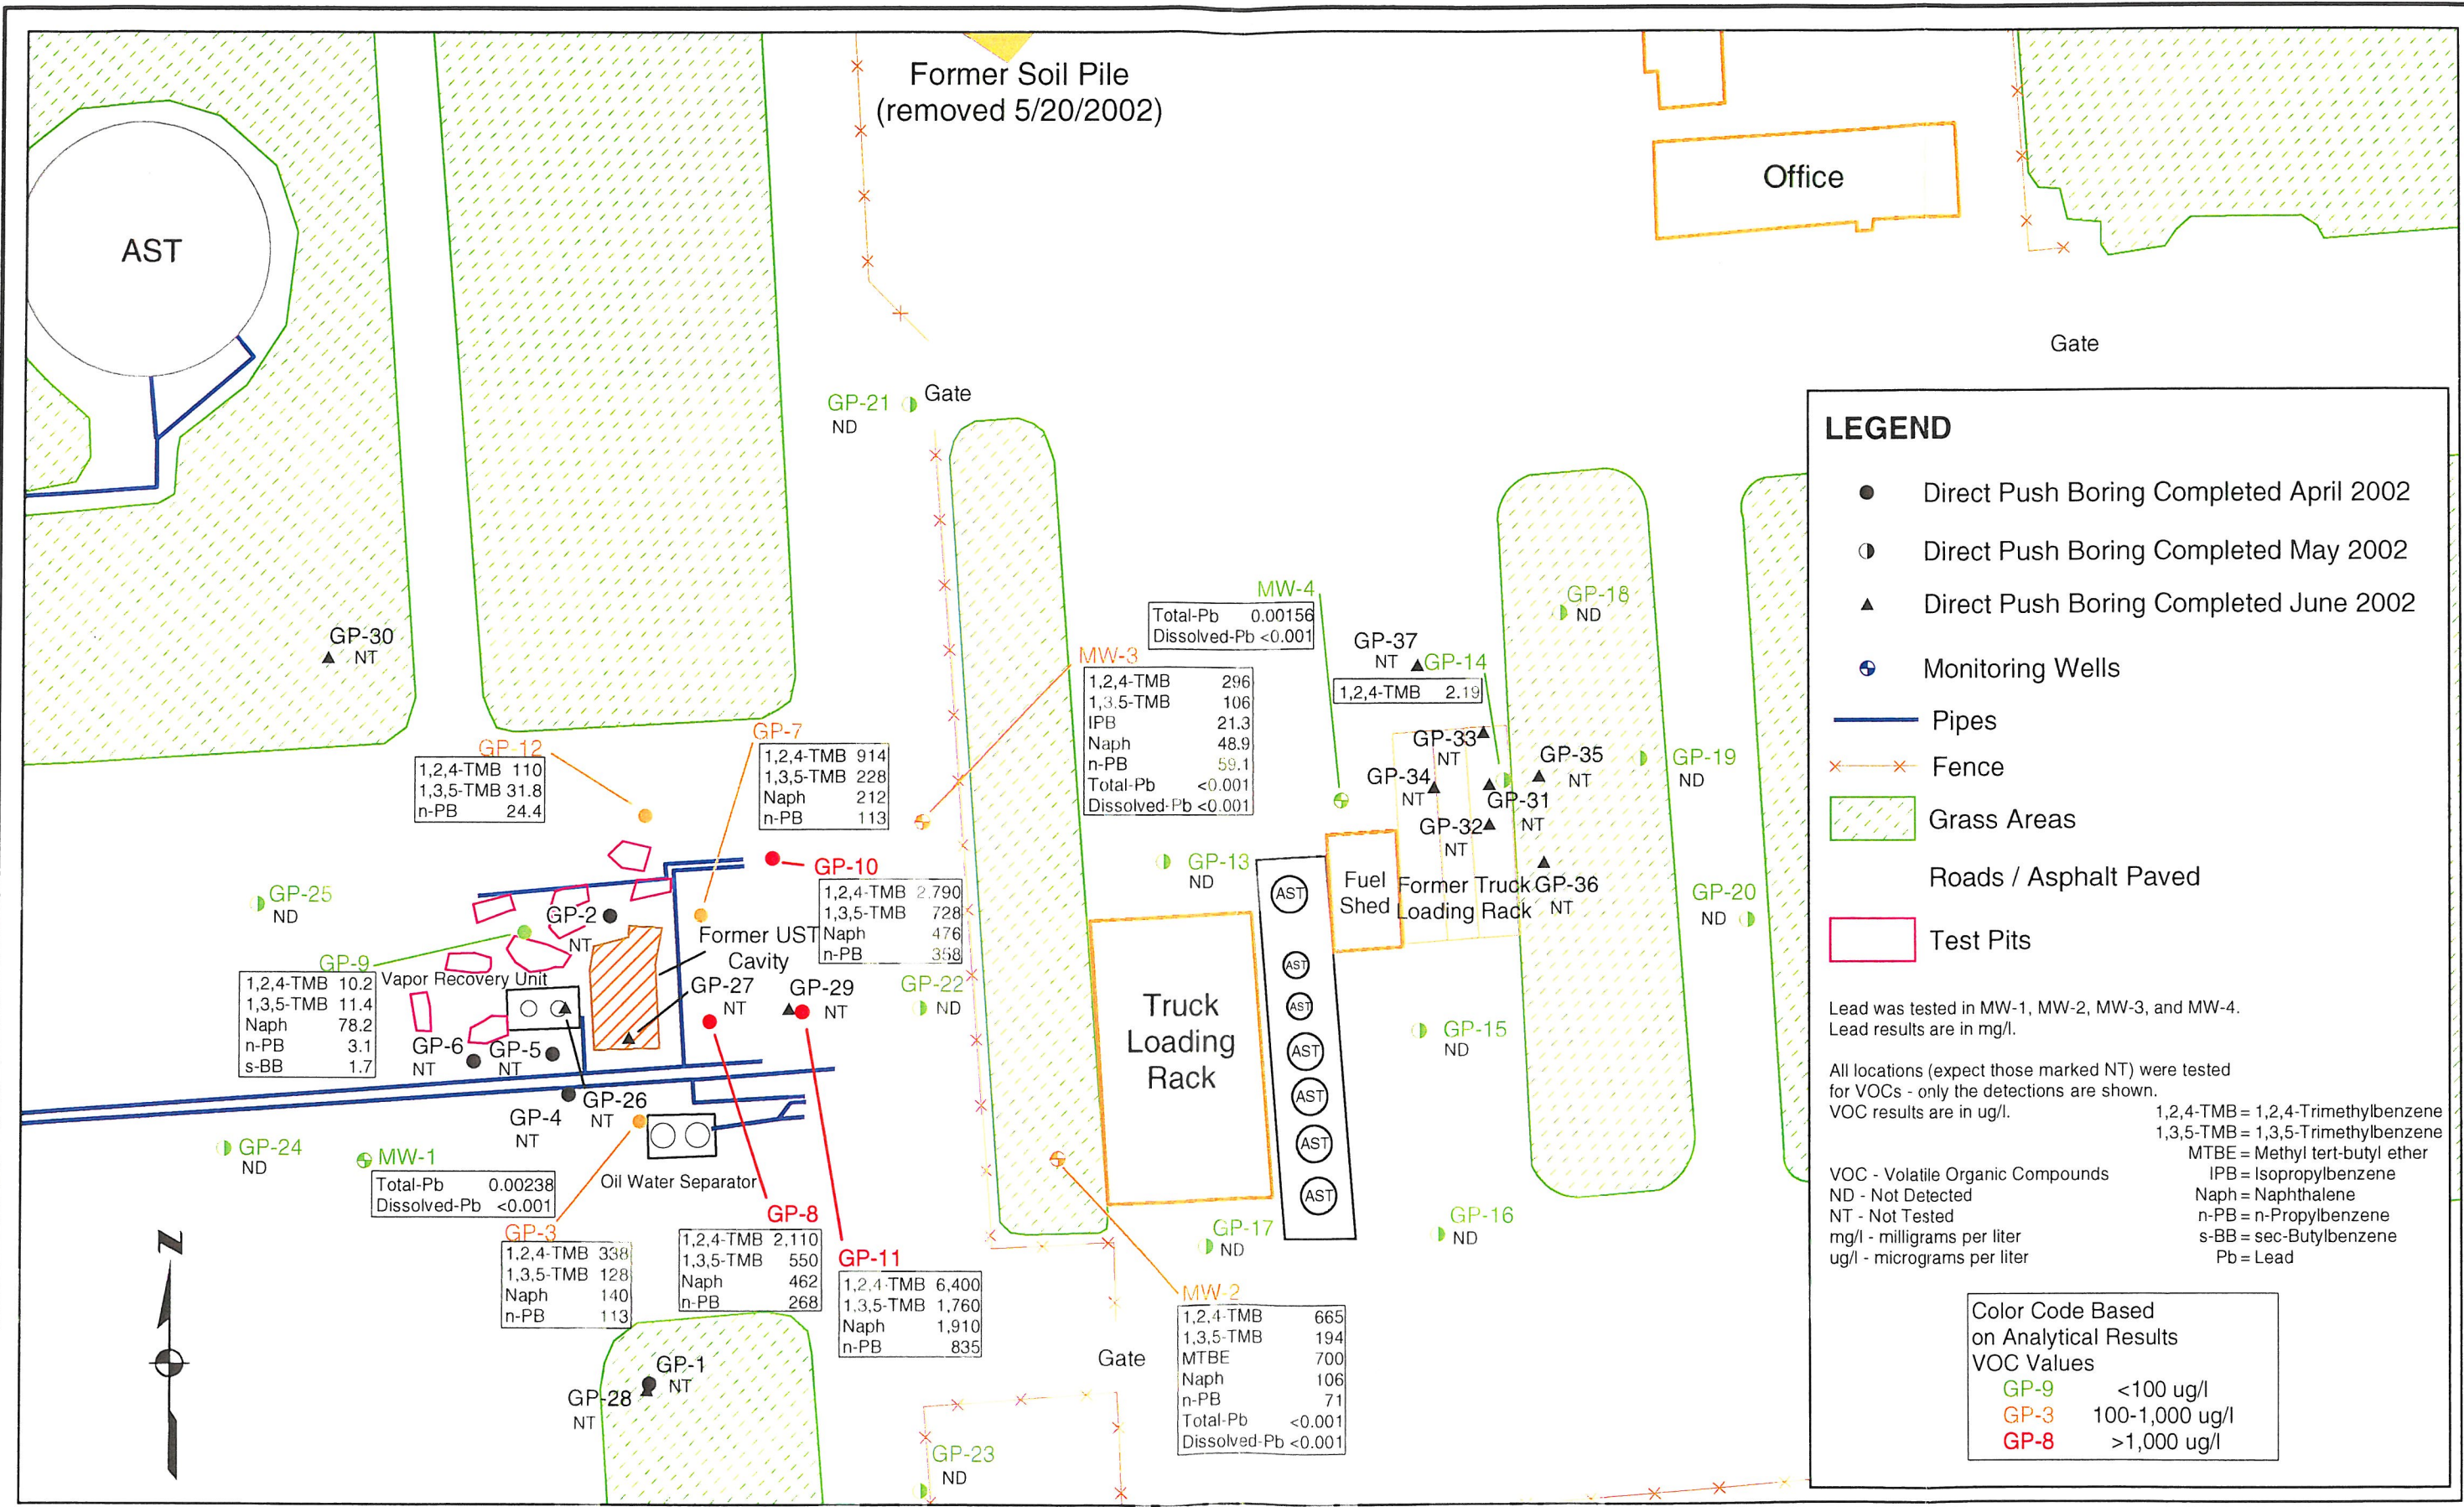 Former Soil Pile
(removed 5/20/2002)
Office
AST
Gate
Gate
GP-21
ND
MW-4
Total-Pb 0.00156
Dissolved-Pb <0.001
GP-18
ND
GP-30
NT
GP-37
NT
GP-14
1,2,4-TMB 2.19
MW-3
1,2,4-TMB 296
1,3,5-TMB 106
IPB 21.3
Naph 48.9
n-PB 59.1
Total-Pb <0.001
Dissolved-Pb <0.001
GP-12
1,2,4-TMB 110
1,3,5-TMB 31.8
n-PB 24.4
GP-7
1,2,4-TMB 914
1,3,5-TMB 228
Naph 212
n-PB 113
GP-33
NT
GP-35
NT
GP-19
ND
GP-34
NT
GP-31
NT
GP-32
NT
GP-10
1,2,4-TMB 2,790
1,3,5-TMB 728
Naph 476
n-PB 358
GP-13
ND
AST
Fuel
Shed
Former Truck
Loading Rack
GP-36
NT
GP-20
ND
GP-25
ND
GP-2
NT
Former UST
Cavity
GP-9
1,2,4-TMB 10.2
1,3,5-TMB 11.4
Naph 78.2
n-PB 3.1
s-BB 1.7
Vapor Recovery Unit
GP-27
NT
GP-29
NT
GP-22
ND
Truck
Loading
Rack
AST
AST
AST
AST
AST
AST
GP-15
ND
GP-6
NT
GP-5
NT
GP-4
NT
GP-26
NT
GP-24
ND
MW-1
Total-Pb 0.00238
Dissolved-Pb <0.001
Oil Water Separator
GP-3
1,2,4-TMB 338
1,3,5-TMB 128
Naph 140
n-PB 113
GP-8
1,2,4-TMB 2,110
1,3,5-TMB 550
Naph 462
n-PB 268
GP-11
1,2,4-TMB 6,400
1,3,5-TMB 1,760
Naph 1,910
n-PB 835
GP-17
ND
GP-16
ND
MW-2
1,2,4-TMB 665
1,3,5-TMB 194
MTBE 700
Naph 106
n-PB 71
Total-Pb <0.001
Dissolved-Pb <0.001
Gate
GP-1
NT
GP-28
NT
GP-23
ND
N
LEGEND
Direct Push Boring Completed April 2002
Direct Push Boring Completed May 2002
Direct Push Boring Completed June 2002
Monitoring Wells
Pipes
Fence
Grass Areas
Roads / Asphalt Paved
Test Pits
Lead was tested in MW-1, MW-2, MW-3, and MW-4.
Lead results are in mg/l.
All locations (expect those marked NT) were tested
for VOCs - only the detections are shown.
VOC results are in ug/l.
1,2,4-TMB = 1,2,4-Trimethylbenzene
1,3,5-TMB = 1,3,5-Trimethylbenzene
MTBE = Methyl tert-butyl ether
VOC - Volatile Organic Compounds IPB = Isopropylbenzene
ND - Not Detected Naph = Naphthalene
NT - Not Tested n-PB = n-Propylbenzene
mg/l - milligrams per liter s-BB = sec-Butylbenzene
ug/l - micrograms per liter Pb = Lead
Color Code Based
on Analytical Results
VOC Values
GP-9 <100 ug/l
GP-3 100-1,000 ug/l
GP-8 >1,000 ug/l